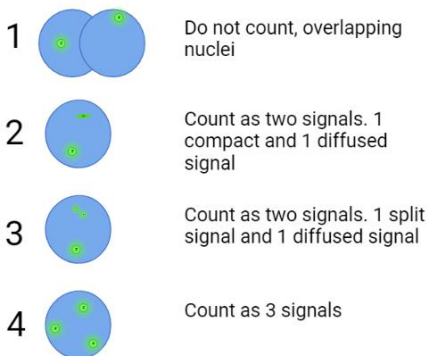 1
Do not count, overlapping
nuclei
2
Count as two signals. 1
compact and 1 diffused
signal
3
Count as two signals. 1 split
signal and 1 diffused signal
4
Count as 3 signals